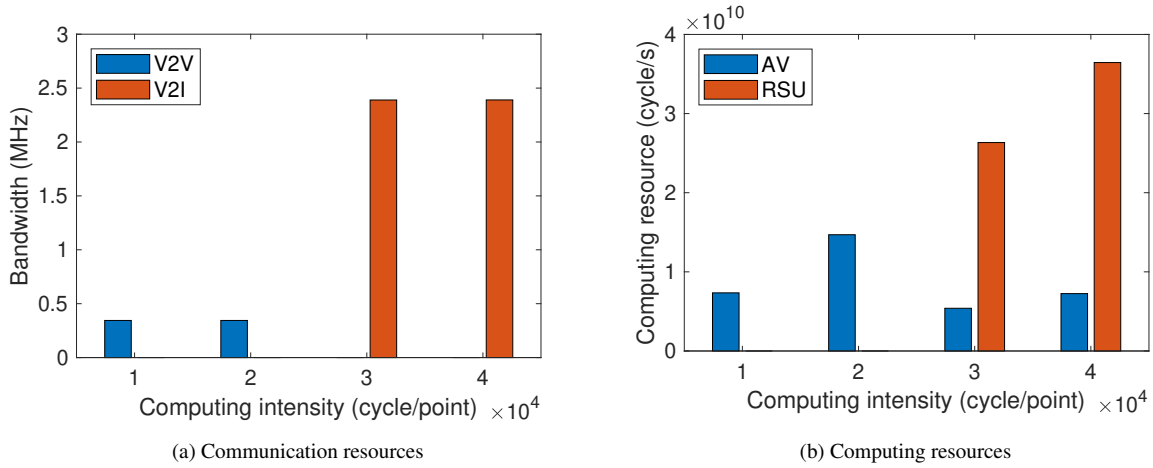 3
2.5
2
1.5
1
0.5
0
V2V
V2I
Bandwidth (MHz)
1 2 3 4
Computing intensity (cycle/point) ×10^4
(a) Communication resources
×10^10
4
3
2
1
0
AV
RSU
Computing resource (cycle/s)
1 2 3 4
Computing intensity (cycle/point) ×10^4
(b) Computing resources